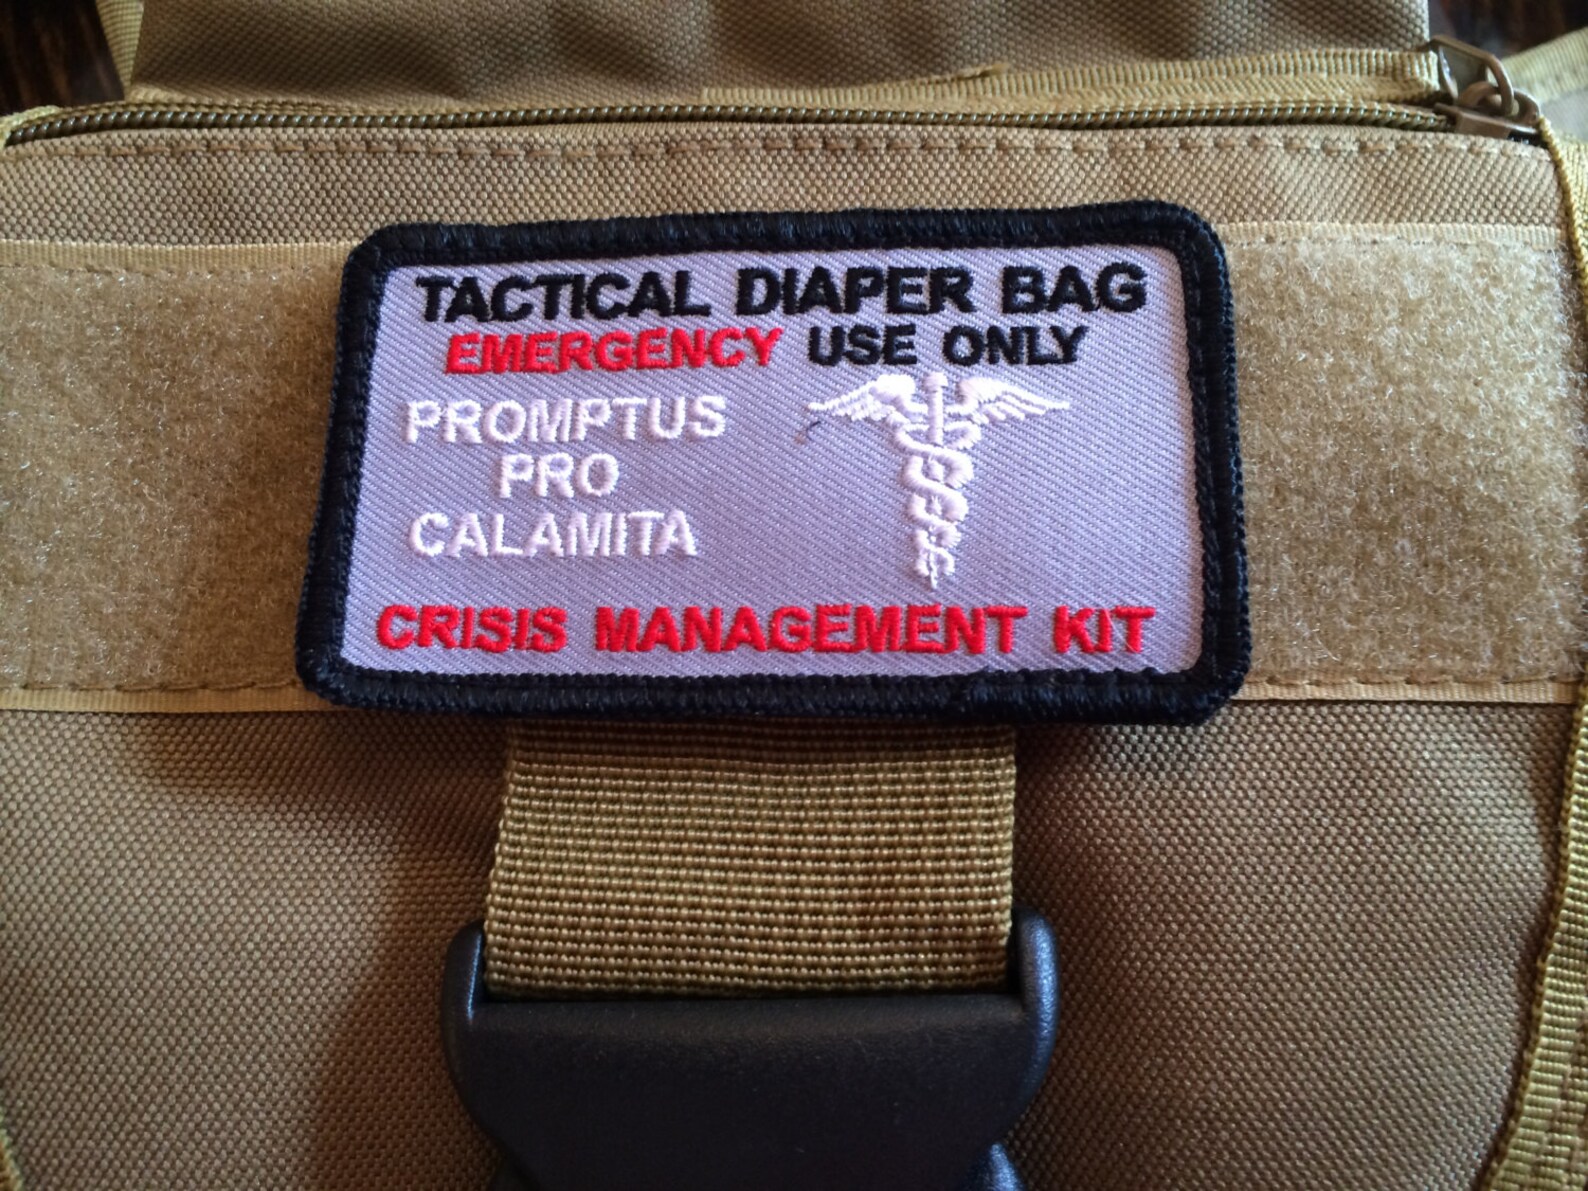 TACTICAL DIAPER BAG
EMERGENCY USE ONLY
PROMPTUS
PRO
CALAMITA
CRISIS MANAGEMENT KIT